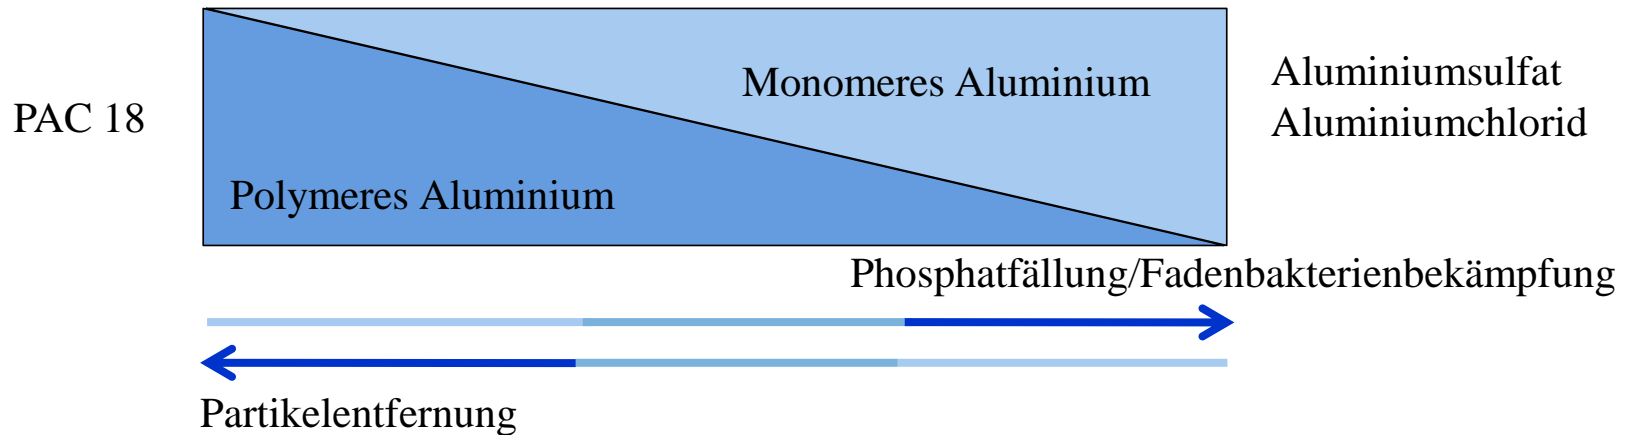 PAC 18
Monomeres Aluminium
Polymeres Aluminium
Aluminiumsulfat
Aluminiumchlorid
Phosphatfällung/Fadenbakterienbekämpfung
Partikelentfernung